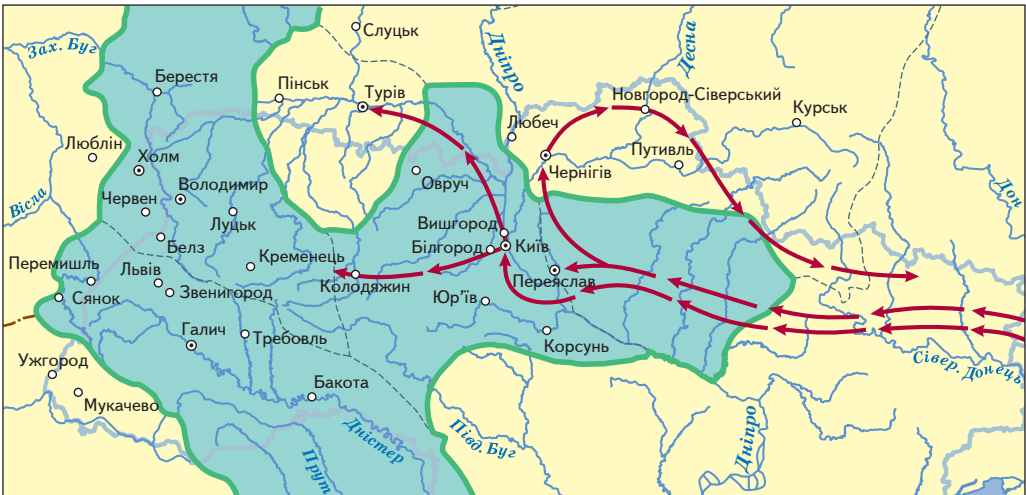 Слуцьк
Зах. Буг
Дніпро
Десна
Берестя
Пінськ
Турів
Новгород-Сіверський
Курськ
Любеч
Люблін
Холм
Чернігів
Путивль
Овруч
Володимир
Вісла
Червен
Луцьк
Дон
Вишгород
Белз
Білгород
Київ
Перемишль
Львів
Кременець
Колодяжин
Переяслав
Сянок
Звенигород
Юр'їв
Галич
Требовль
Корсунь
Сівер. Донець
Ужгород
Бакота
Мукачево
Дністер
Півд. Буг
Дніпро
Прут